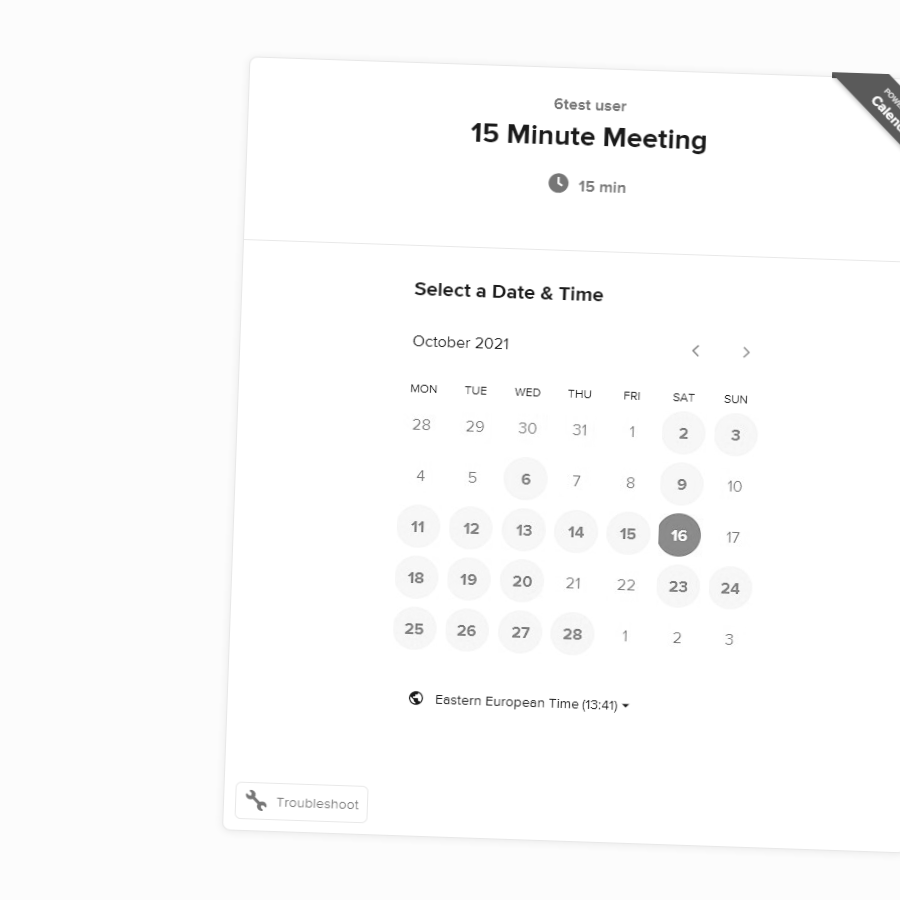 6test user
15 Minute Meeting
15 min
Select a Date & Time
October 2021
MON TUE WED THU FRI SAT SUN
28 29 30 31 1 2 3
4 5 6 7 8 9 10
11 12 13 14 15 16 17
18 19 20 21 22 23 24
25 26 27 28 1 2 3
Eastern European Time (13:41)
Troubleshoot